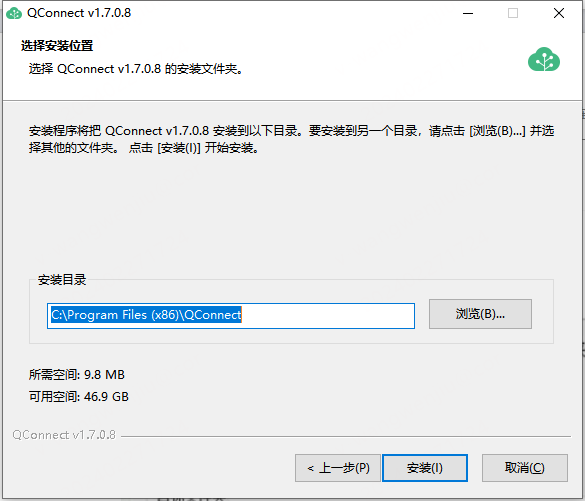 QConnect v1.7.0.8
选择安装位置
选择 QConnect v1.7.0.8 的安装文件夹。
安装程序将把 QConnect v1.7.0.8 安装到以下目录。要安装到另一个目录，请点击 [浏览(B)...] 并选
择其他的文件夹。 点击 [安装(I)] 开始安装。
安装目录
C:\Program Files (x86)\QConnect
浏览(B)...
所需空间: 9.8 MB
可用空间: 46.9 GB
QConnect v1.7.0.8
< 上一步(P)
安装(I)
取消(C)